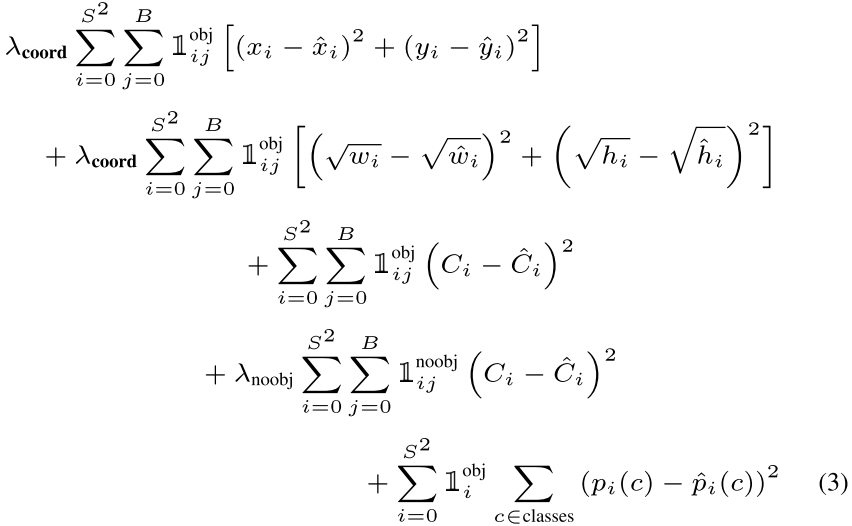 $\lambda_{\textbf{coord}} \sum_{i=0}^{S^2} \sum_{j=0}^{B} \mathbb{1}_{ij}^{\text{obj}} \left[ (x_i - \hat{x}_i)^2 + (y_i - \hat{y}_i)^2 \right]$
$+ \lambda_{\textbf{coord}} \sum_{i=0}^{S^2} \sum_{j=0}^{B} \mathbb{1}_{ij}^{\text{obj}} \left[ \left( \sqrt{w_i} - \sqrt{\hat{w}_i} \right)^2 + \left( \sqrt{h_i} - \sqrt{\hat{h}_i} \right)^2 \right]$
$+ \sum_{i=0}^{S^2} \sum_{j=0}^{B} \mathbb{1}_{ij}^{\text{obj}} \left( C_i - \hat{C}_i \right)^2$
$+ \lambda_{\text{noobj}} \sum_{i=0}^{S^2} \sum_{j=0}^{B} \mathbb{1}_{ij}^{\text{noobj}} \left( C_i - \hat{C}_i \right)^2$
$+ \sum_{i=0}^{S^2} \mathbb{1}_{i}^{\text{obj}} \sum_{c \in \text{classes}} (p_i(c) - \hat{p}_i(c))^2$ (3)